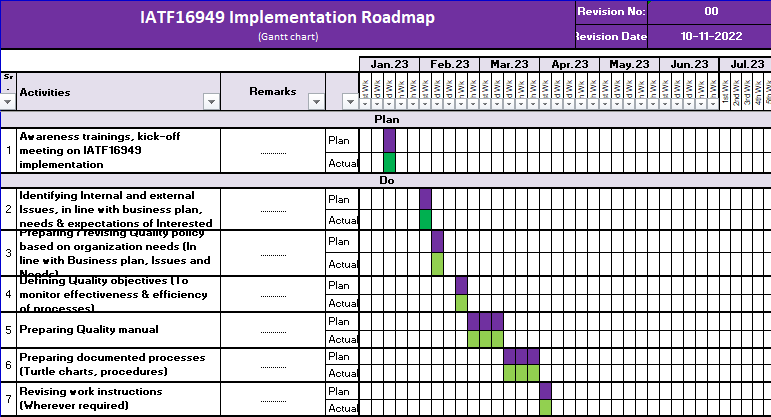 IATF16949 Implementation Roadmap
(Gantt chart)
Revision No:
00
Revision Date
10-11-2022
Jan.23
Feb.23
Mar.23
Apr.23
May.23
Jun.23
Jul.23
Sr
Activities
Remarks
1st Wk
2nd Wk
3rd Wk
4th Wk
Plan
1
Awareness trainings, kick-off
meeting on IATF16949
implementation
............
Plan
Actual
Do
2
Identifying Internal and external
Issues, in line with business plan,
needs & expectations of Interested
............
Plan
Actual
3
Preparing / revising Quality policy
based on organization needs (In
line with Business plan, Issues and
Needs)
............
Plan
Actual
4
Defining Quality objectives (To
monitor effectiveness & efficiency
of processes)
............
Plan
Actual
5
Preparing Quality manual
............
Plan
Actual
6
Preparing documented processes
(Turtle charts, procedures)
............
Plan
Actual
7
Revising work instructions
(Wherever required)
............
Plan
Actual